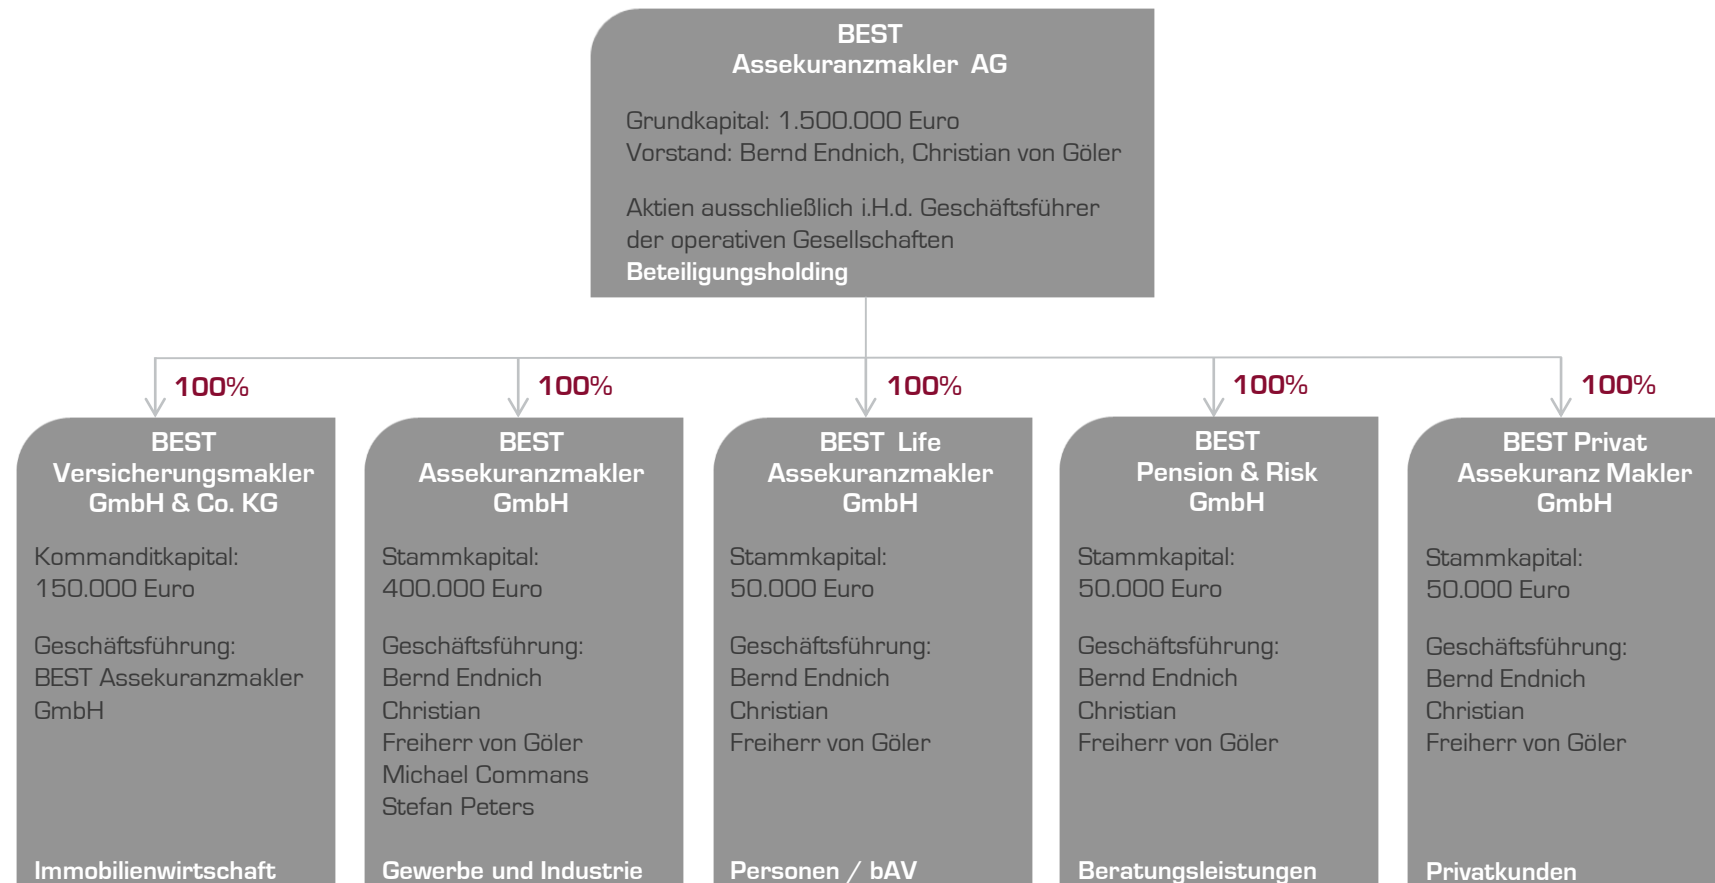 BEST
Assekuranzmakler AG
Grundkapital: 1.500.000 Euro
Vorstand: Bernd Endnich, Christian von Göler
Aktien ausschließlich i.H.d. Geschäftsführer
der operativen Gesellschaften
Beteiligungsholding
100%
100%
100%
100%
100%
BEST
Versicherungsmakler
GmbH & Co. KG
Kommanditkapital:
150.000 Euro
Geschäftsführung:
BEST Assekuranzmakler
GmbH
Immobilienwirtschaft
BEST
Assekuranzmakler
GmbH
Stammkapital:
400.000 Euro
Geschäftsführung:
Bernd Endnich
Christian
Freiherr von Göler
Michael Commans
Stefan Peters
Gewerbe und Industrie
BEST Life
Assekuranzmakler
GmbH
Stammkapital:
50.000 Euro
Geschäftsführung:
Bernd Endnich
Christian
Freiherr von Göler
Personen / bAV
BEST
Pension & Risk
GmbH
Stammkapital:
50.000 Euro
Geschäftsführung:
Bernd Endnich
Christian
Freiherr von Göler
Beratungsleistungen
BEST Privat
Assekuranz Makler
GmbH
Stammkapital:
50.000 Euro
Geschäftsführung:
Bernd Endnich
Christian
Freiherr von Göler
Privatkunden